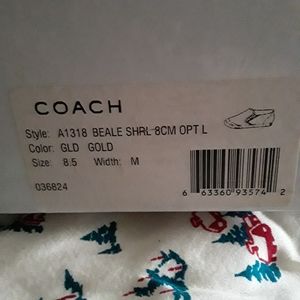 COACH
Style: A1318 BEALE SHRL 8CM OPT L
Color: GLD GOLD
Size: 8.5 Width: M
036824
6 63360 93574 2